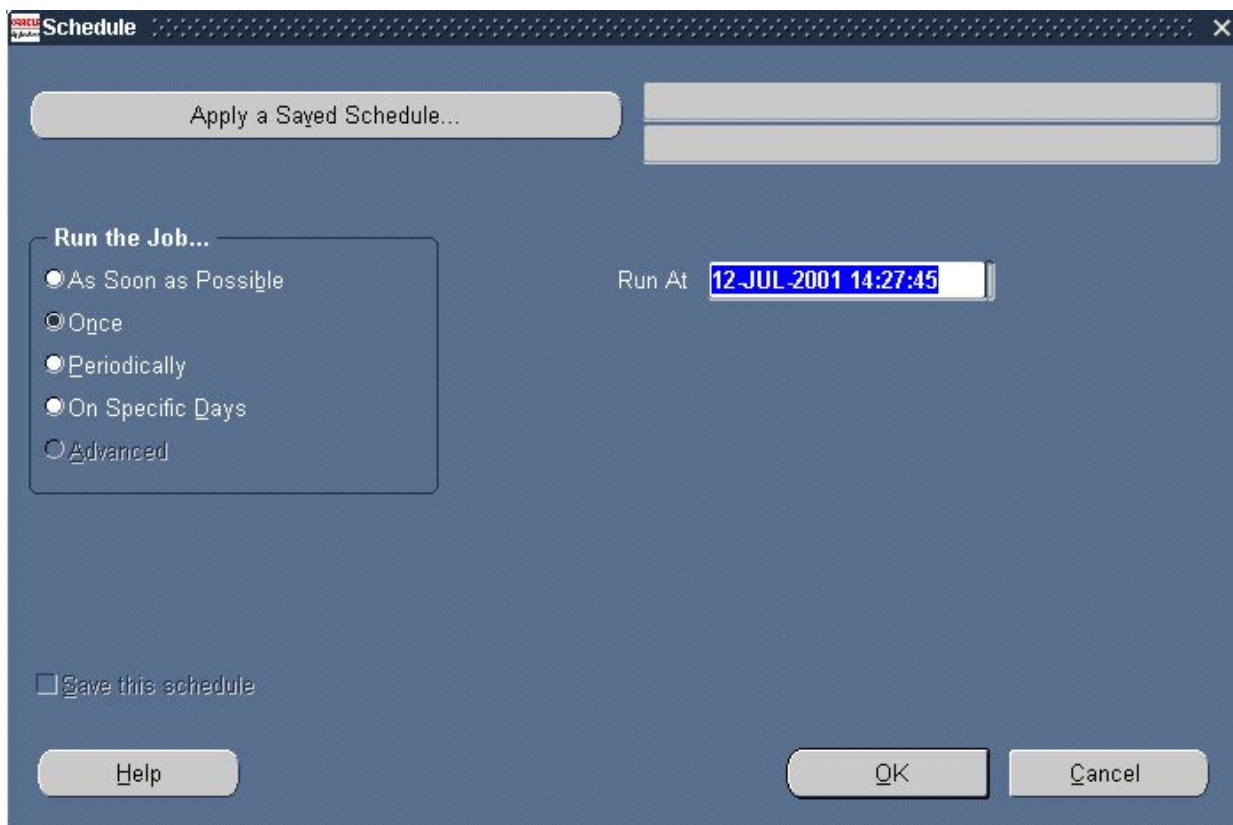 ORACLE
Schedule
Apply a Saved Schedule...
Run the Job...
As Soon as Possible
Run At 12-JUL-2001 14:27:45
Once
Periodically
On Specific Days
Advanced
Save this schedule
Help
OK
Cancel